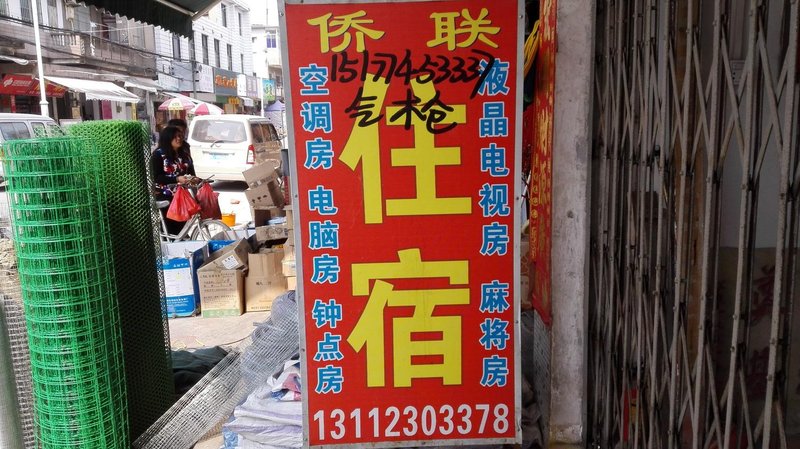 侨联
15171453337
气枪
住宿
空调房 电脑房 钟点房
液晶电视房 麻将房
13112303378